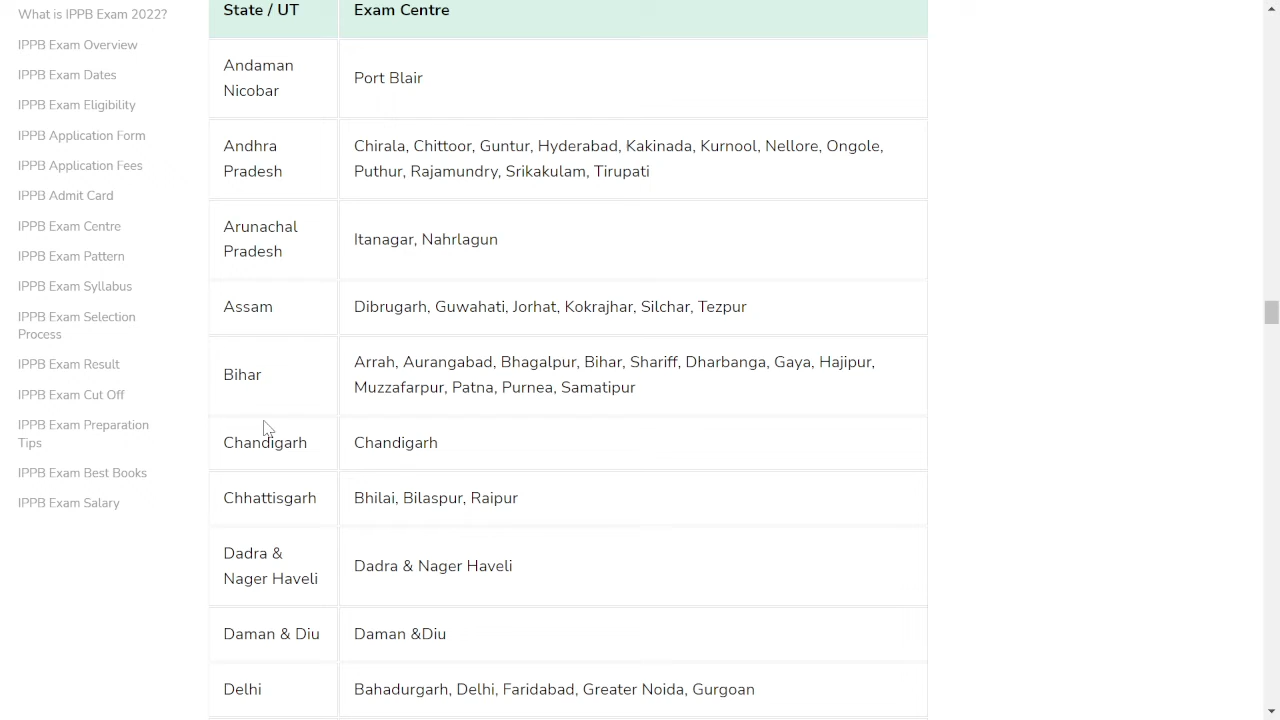 What is IPPB Exam 2022?
IPPB Exam Overview
IPPB Exam Dates
IPPB Exam Eligibility
IPPB Application Form
IPPB Application Fees
IPPB Admit Card
IPPB Exam Centre
IPPB Exam Pattern
IPPB Exam Syllabus
IPPB Exam Selection
Process
IPPB Exam Result
IPPB Exam Cut Off
IPPB Exam Preparation
Tips
IPPB Exam Best Books
IPPB Exam Salary
State / UT Exam Centre
Andaman
Nicobar
Port Blair
Andhra
Pradesh
Chirala, Chittoor, Guntur, Hyderabad, Kakinada, Kurnool, Nellore, Ongole,
Puthur, Rajamundry, Srikakulam, Tirupati
Arunachal
Pradesh
Itanagar, Nahrlagun
Assam Dibrugarh, Guwahati, Jorhat, Kokrajhar, Silchar, Tezpur
Bihar
Arrah, Aurangabad, Bhagalpur, Bihar, Shariff, Dharbanga, Gaya, Hajipur,
Muzzafarpur, Patna, Purnea, Samatipur
Chandigarh Chandigarh
Chhattisgarh Bhilai, Bilaspur, Raipur
Dadra &
Nager Haveli
Dadra & Nager Haveli
Daman & Diu Daman &Diu
Delhi Bahadurgarh, Delhi, Faridabad, Greater Noida, Gurgoan